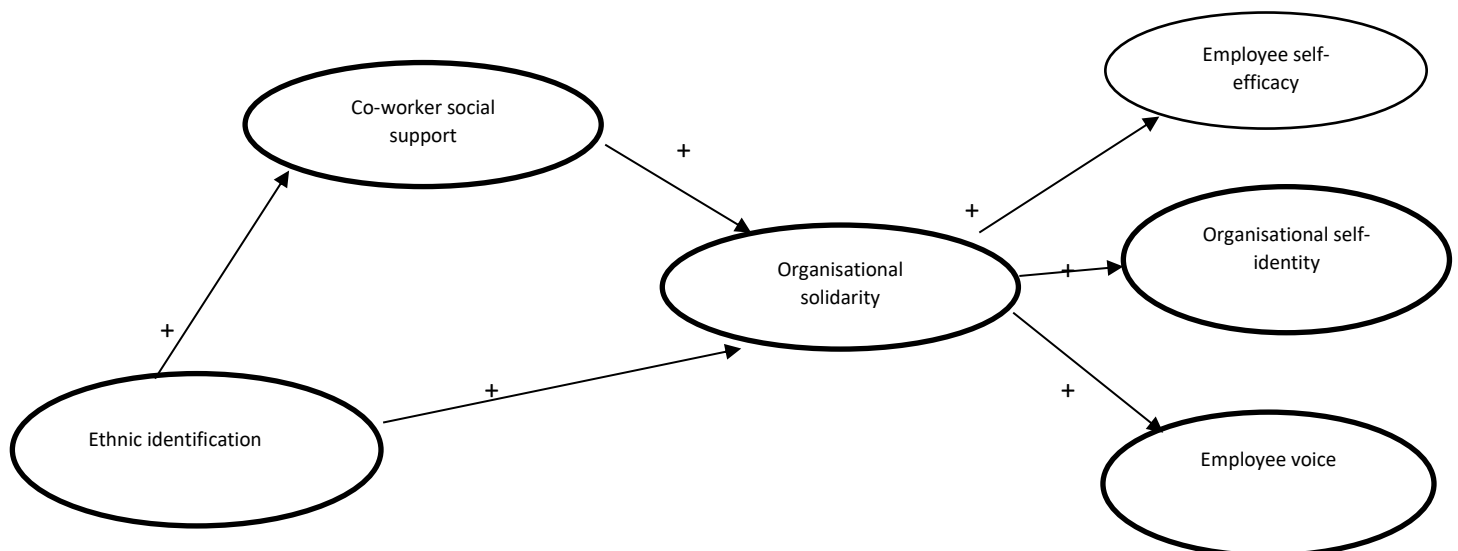 Employee self-
efficacy
Co-worker social
support
+
+
Organisational self-
identity
Organisational
solidarity
+
+
+
+
Ethnic identification
Employee voice